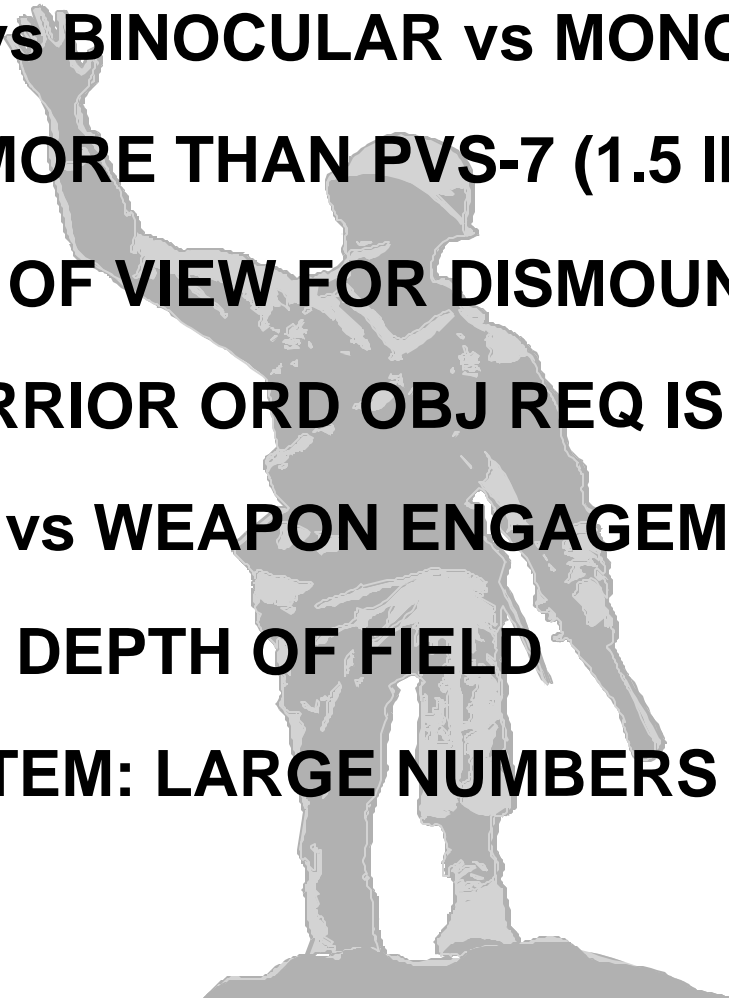 vs BINOCULAR vs MONO
MORE THAN PVS-7 (1.5 I
OF VIEW FOR DISMOUN
RRIOR ORD OBJ REQ IS
vs WEAPON ENGAGEM
DEPTH OF FIELD
TEM: LARGE NUMBERS